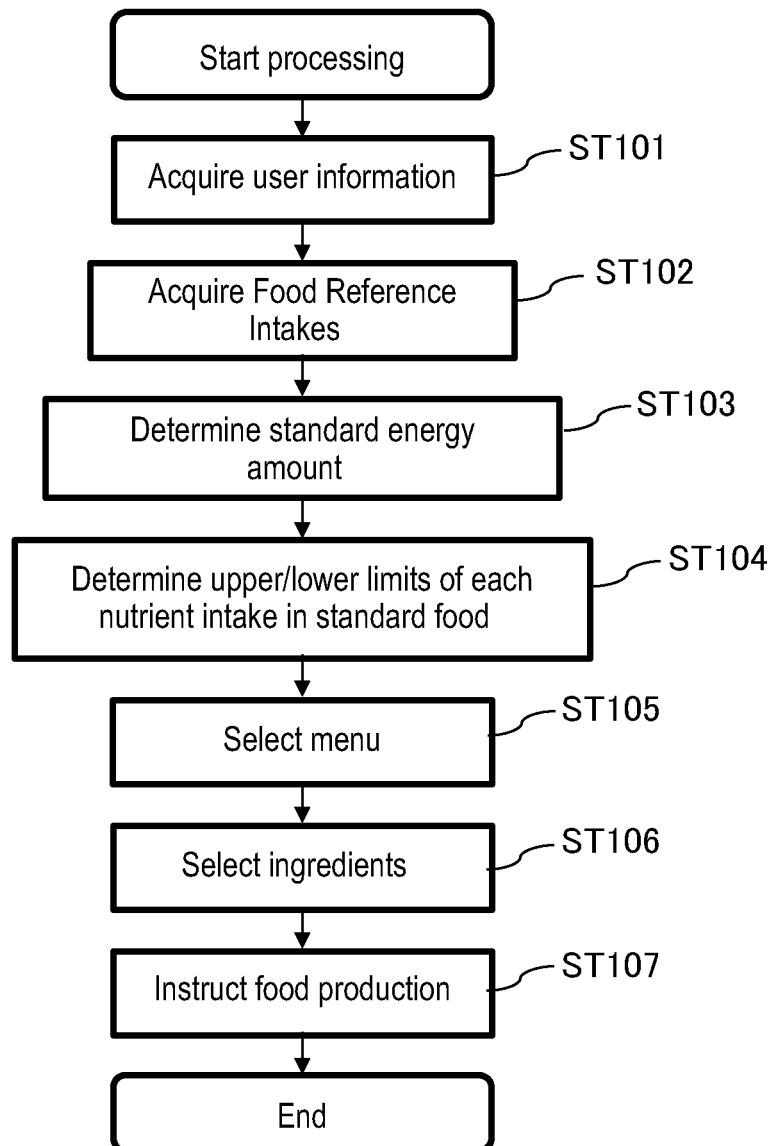 Start processing
ST101
Acquire user information
ST102
Acquire Food Reference
Intakes
ST103
Determine standard energy
amount
ST104
Determine upper/lower limits of each
nutrient intake in standard food
ST105
Select menu
ST106
Select ingredients
ST107
Instruct food production
End